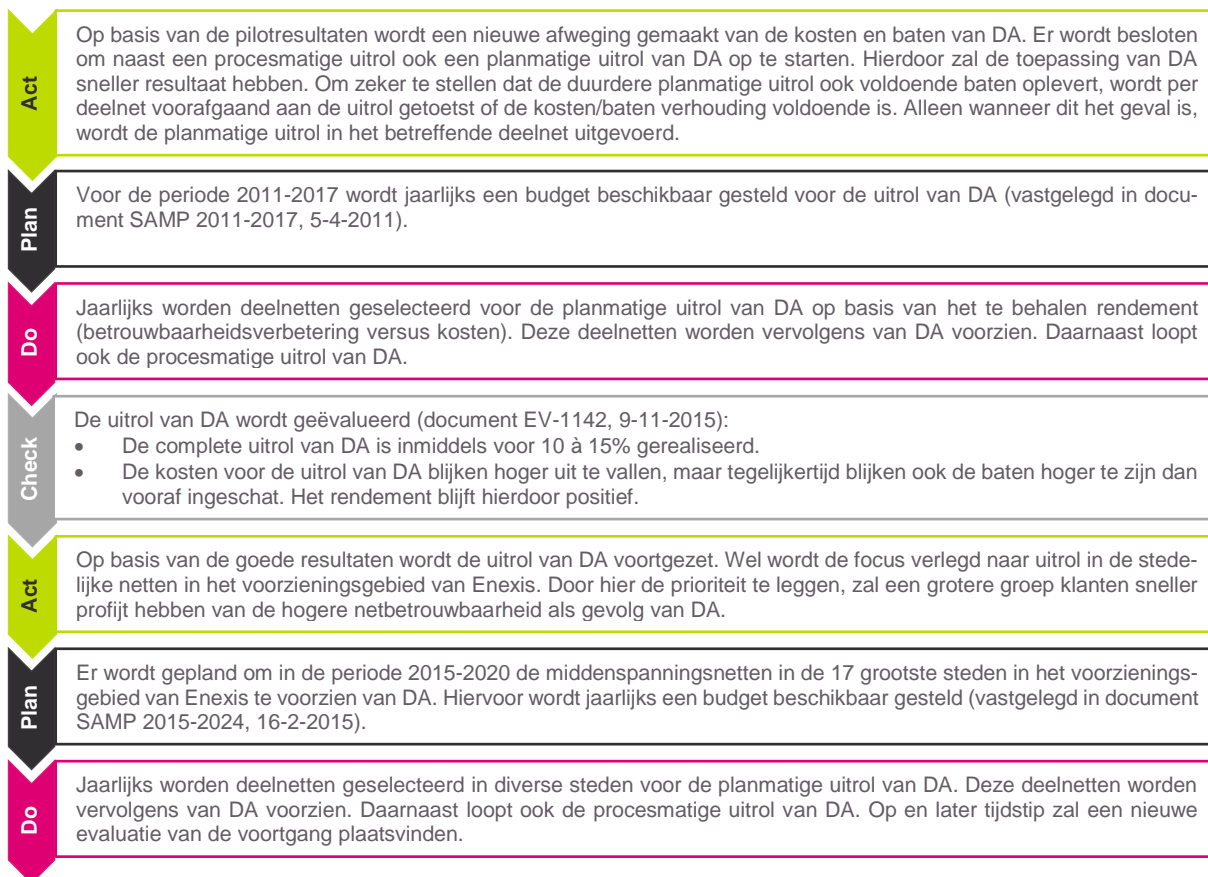 Act
Op basis van de pilotresultaten wordt een nieuwe afweging gemaakt van de kosten en baten van DA. Er wordt besloten
om naast een procesmatige uitrol ook een planmatige uitrol van DA op te starten. Hierdoor zal de toepassing van DA
sneller resultaat hebben. Om zeker te stellen dat de duurdere planmatige uitrol ook voldoende baten oplevert, wordt per
deelnet voorafgaand aan de uitrol getoetst of de kosten/baten verhouding voldoende is. Alleen wanneer dit het geval is,
wordt de planmatige uitrol in het betreffende deelnet uitgevoerd.
Plan
Voor de periode 2011-2017 wordt jaarlijks een budget beschikbaar gesteld voor de uitrol van DA (vastgelegd in docu-
ment SAMP 2011-2017, 5-4-2011).
Do
Jaarlijks worden deelnetten geselecteerd voor de planmatige uitrol van DA op basis van het te behalen rendement
(betrouwbaarheidsverbetering versus kosten). Deze deelnetten worden vervolgens van DA voorzien. Daarnaast loopt
ook de procesmatige uitrol van DA.
Check
De uitrol van DA wordt geëvalueerd (document EV-1142, 9-11-2015):
• De complete uitrol van DA is inmiddels voor 10 à 15% gerealiseerd.
• De kosten voor de uitrol van DA blijken hoger uit te vallen, maar tegelijkertijd blijken ook de baten hoger te zijn dan
vooraf ingeschat. Het rendement blijft hierdoor positief.
Act
Op basis van de goede resultaten wordt de uitrol van DA voortgezet. Wel wordt de focus verlegd naar uitrol in de stede-
lijke netten in het voorzieningsgebied van Enexis. Door hier de prioriteit te leggen, zal een grotere groep klanten sneller
profijt hebben van de hogere netbetrouwbaarheid als gevolg van DA.
Plan
Er wordt gepland om in de periode 2015-2020 de middenspanningsnetten in de 17 grootste steden in het voorzienings-
gebied van Enexis te voorzien van DA. Hiervoor wordt jaarlijks een budget beschikbaar gesteld (vastgelegd in document
SAMP 2015-2024, 16-2-2015).
Do
Jaarlijks worden deelnetten geselecteerd in diverse steden voor de planmatige uitrol van DA. Deze deelnetten worden
vervolgens van DA voorzien. Daarnaast loopt ook de procesmatige uitrol van DA. Op en later tijdstip zal een nieuwe
evaluatie van de voortgang plaatsvinden.